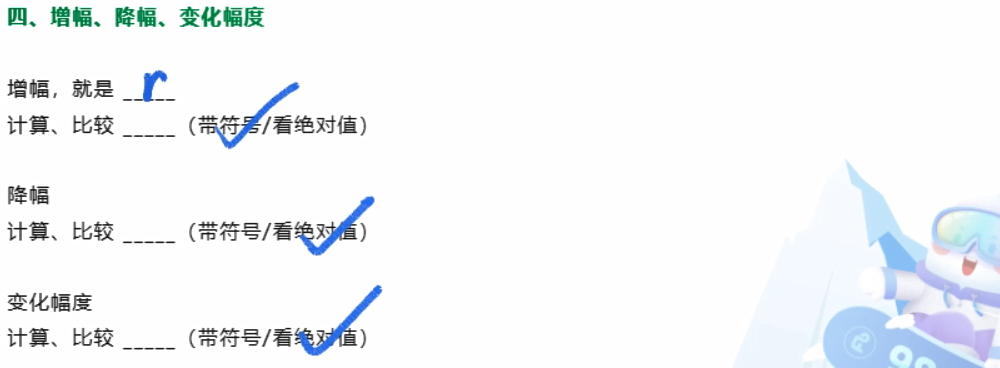 四、增幅、降幅、变化幅度
增幅，就是 __r__
计算、比较 _____（带符号/看绝对值）
降幅
计算、比较 _____（带符号/看绝对值）
变化幅度
计算、比较 _____（带符号/看绝对值）